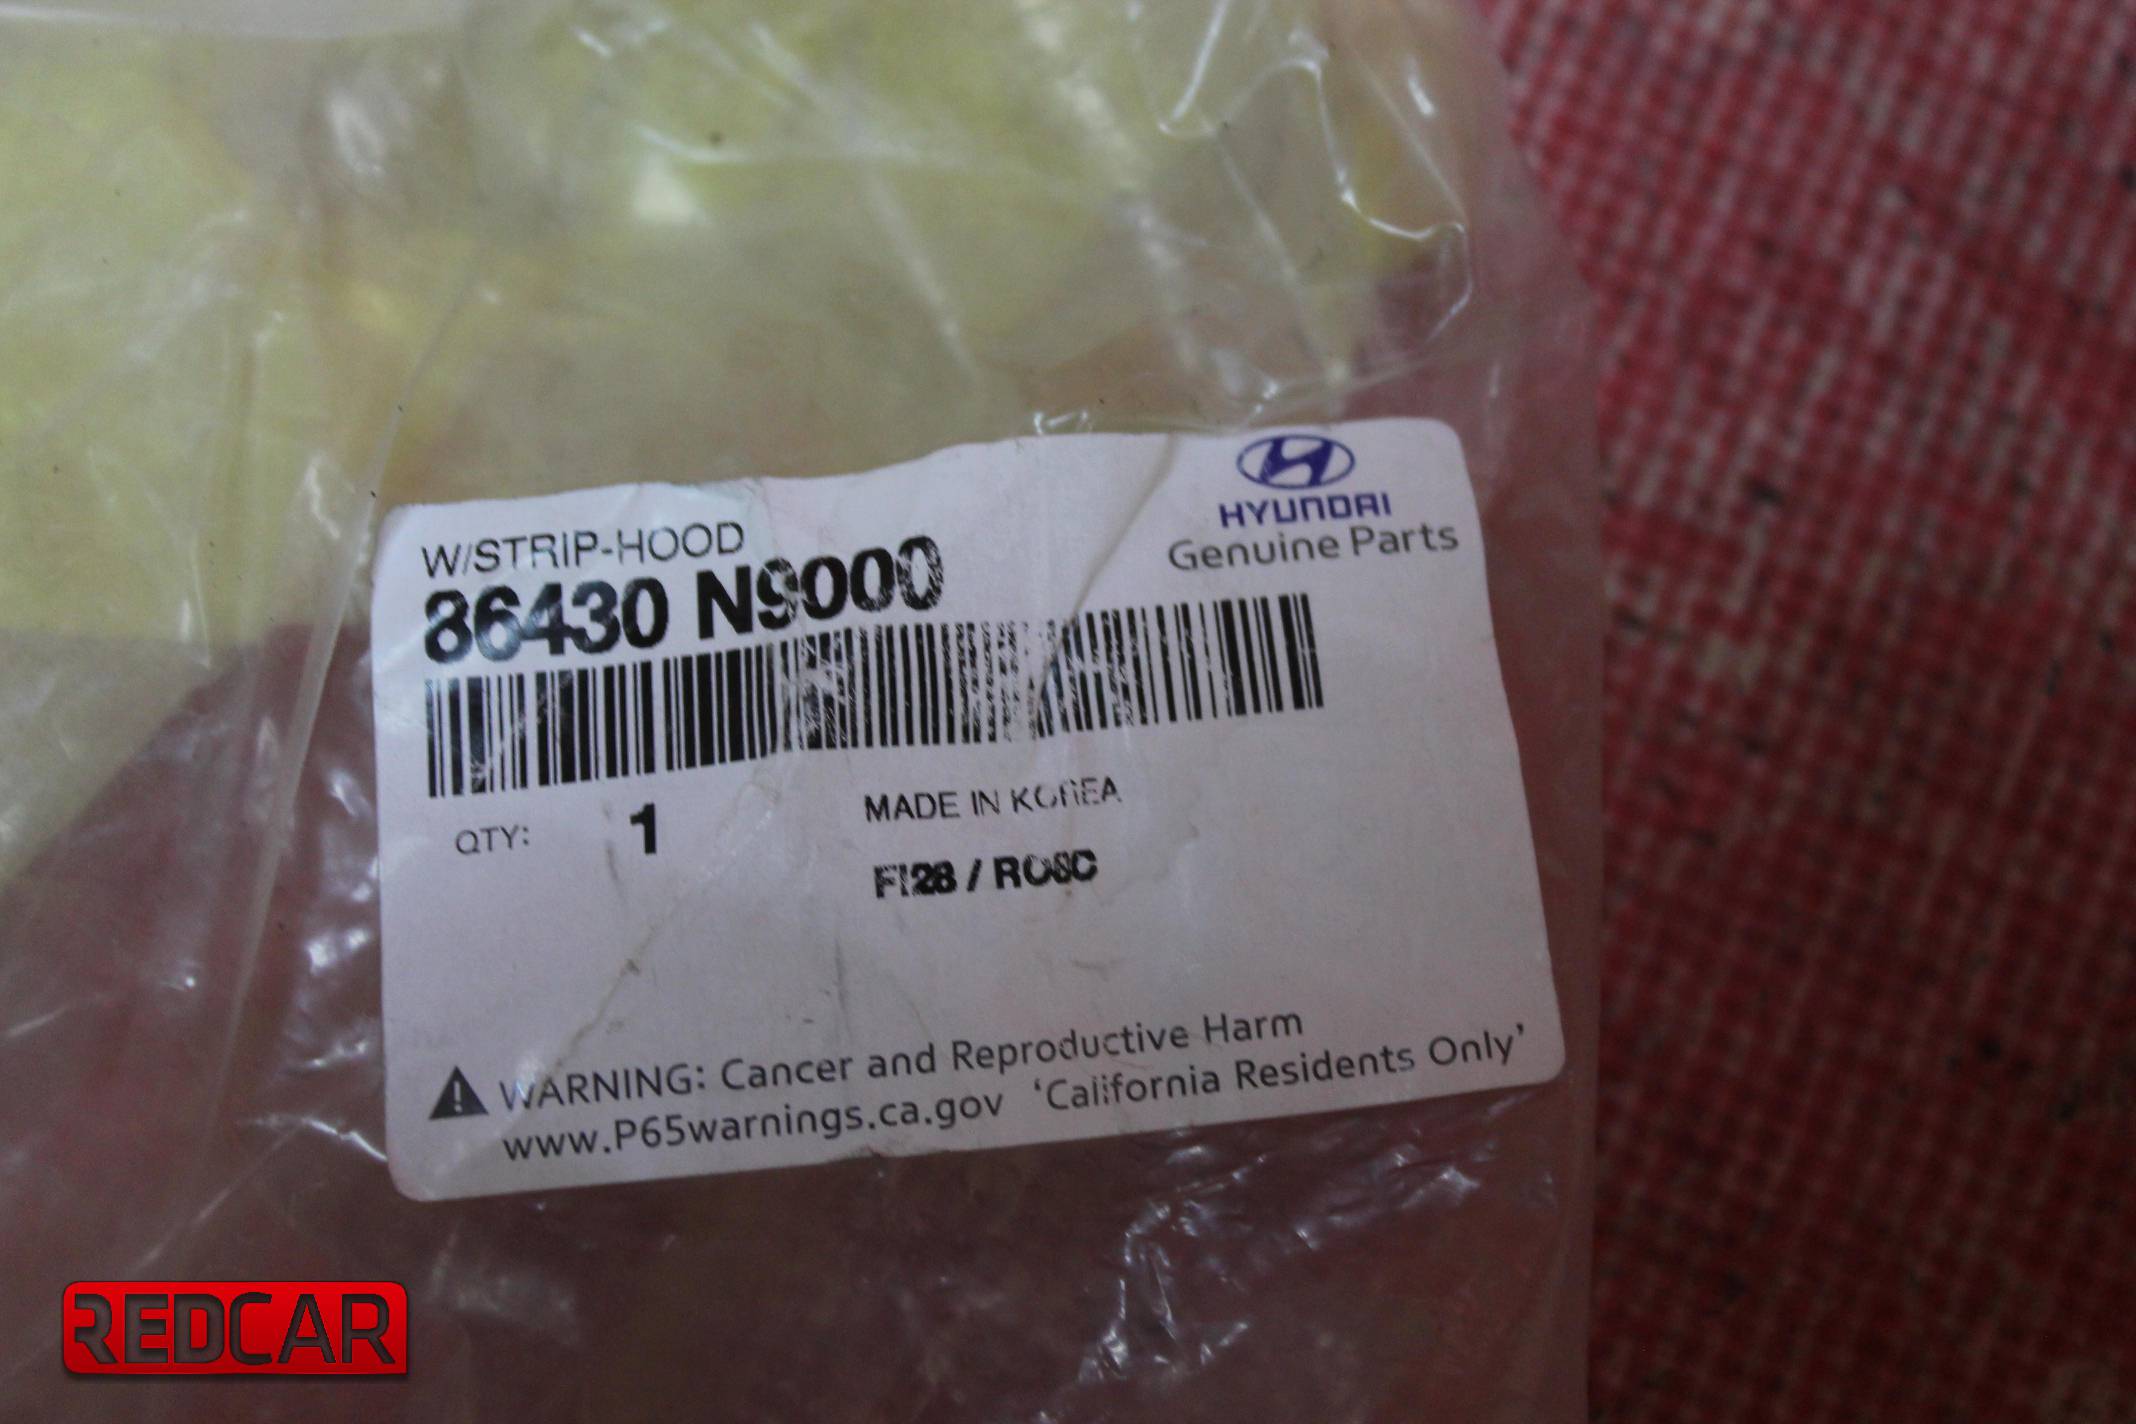 HYUNDAI
Genuine Parts
W/STRIP-HOOD
86430 N9000
QTY: 1
MADE IN KOREA
WARNING: Cancer and Reproductive Harm
www.P65warnings.ca.gov 'California Residents Only'
REDCAR